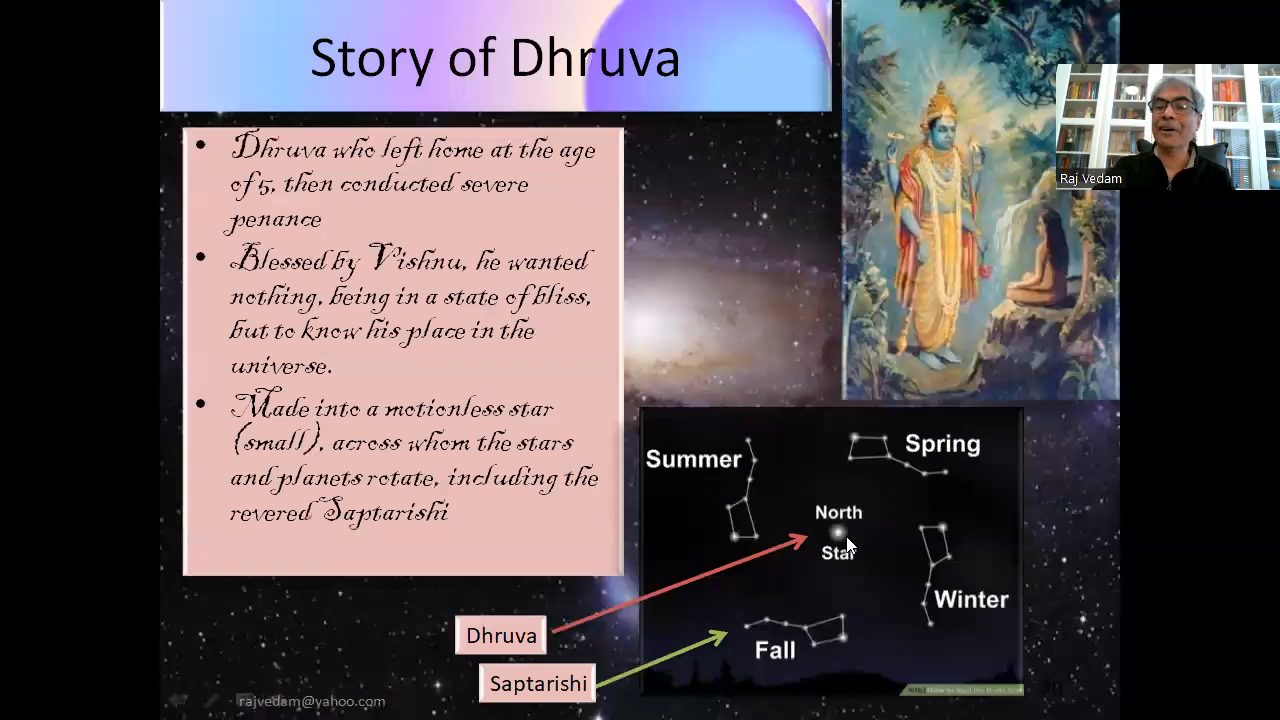 Story of Dhruva
Raj Vedam
• Dhruva who left home at the age
of 5, then conducted severe
penance
• Blessed by Vishnu, he wanted
nothing, being in a state of bliss,
but to know his place in the
universe.
• Made into a motionless star
(small), across whom the stars
and planets rotate, including the
revered Saptarishi
Summer
Spring
North
Star
Winter
Fall
Dhruva
Saptarishi
rajvedam@yahoo.com